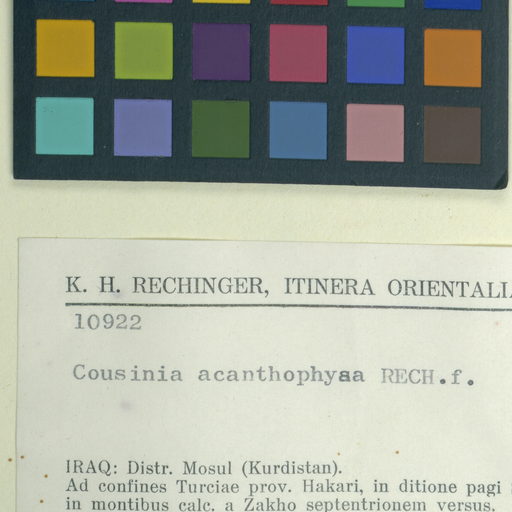 K. H. RECHINGER, ITINERA ORIENTALI
10922
Cousinia acanthophysa RECH.f.
IRAQ: Distr. Mosul (Kurdistan).
Ad confines Turciae prov. Hakari, in ditione pagi
in montibus calc. a Zakho septentrionem versus,